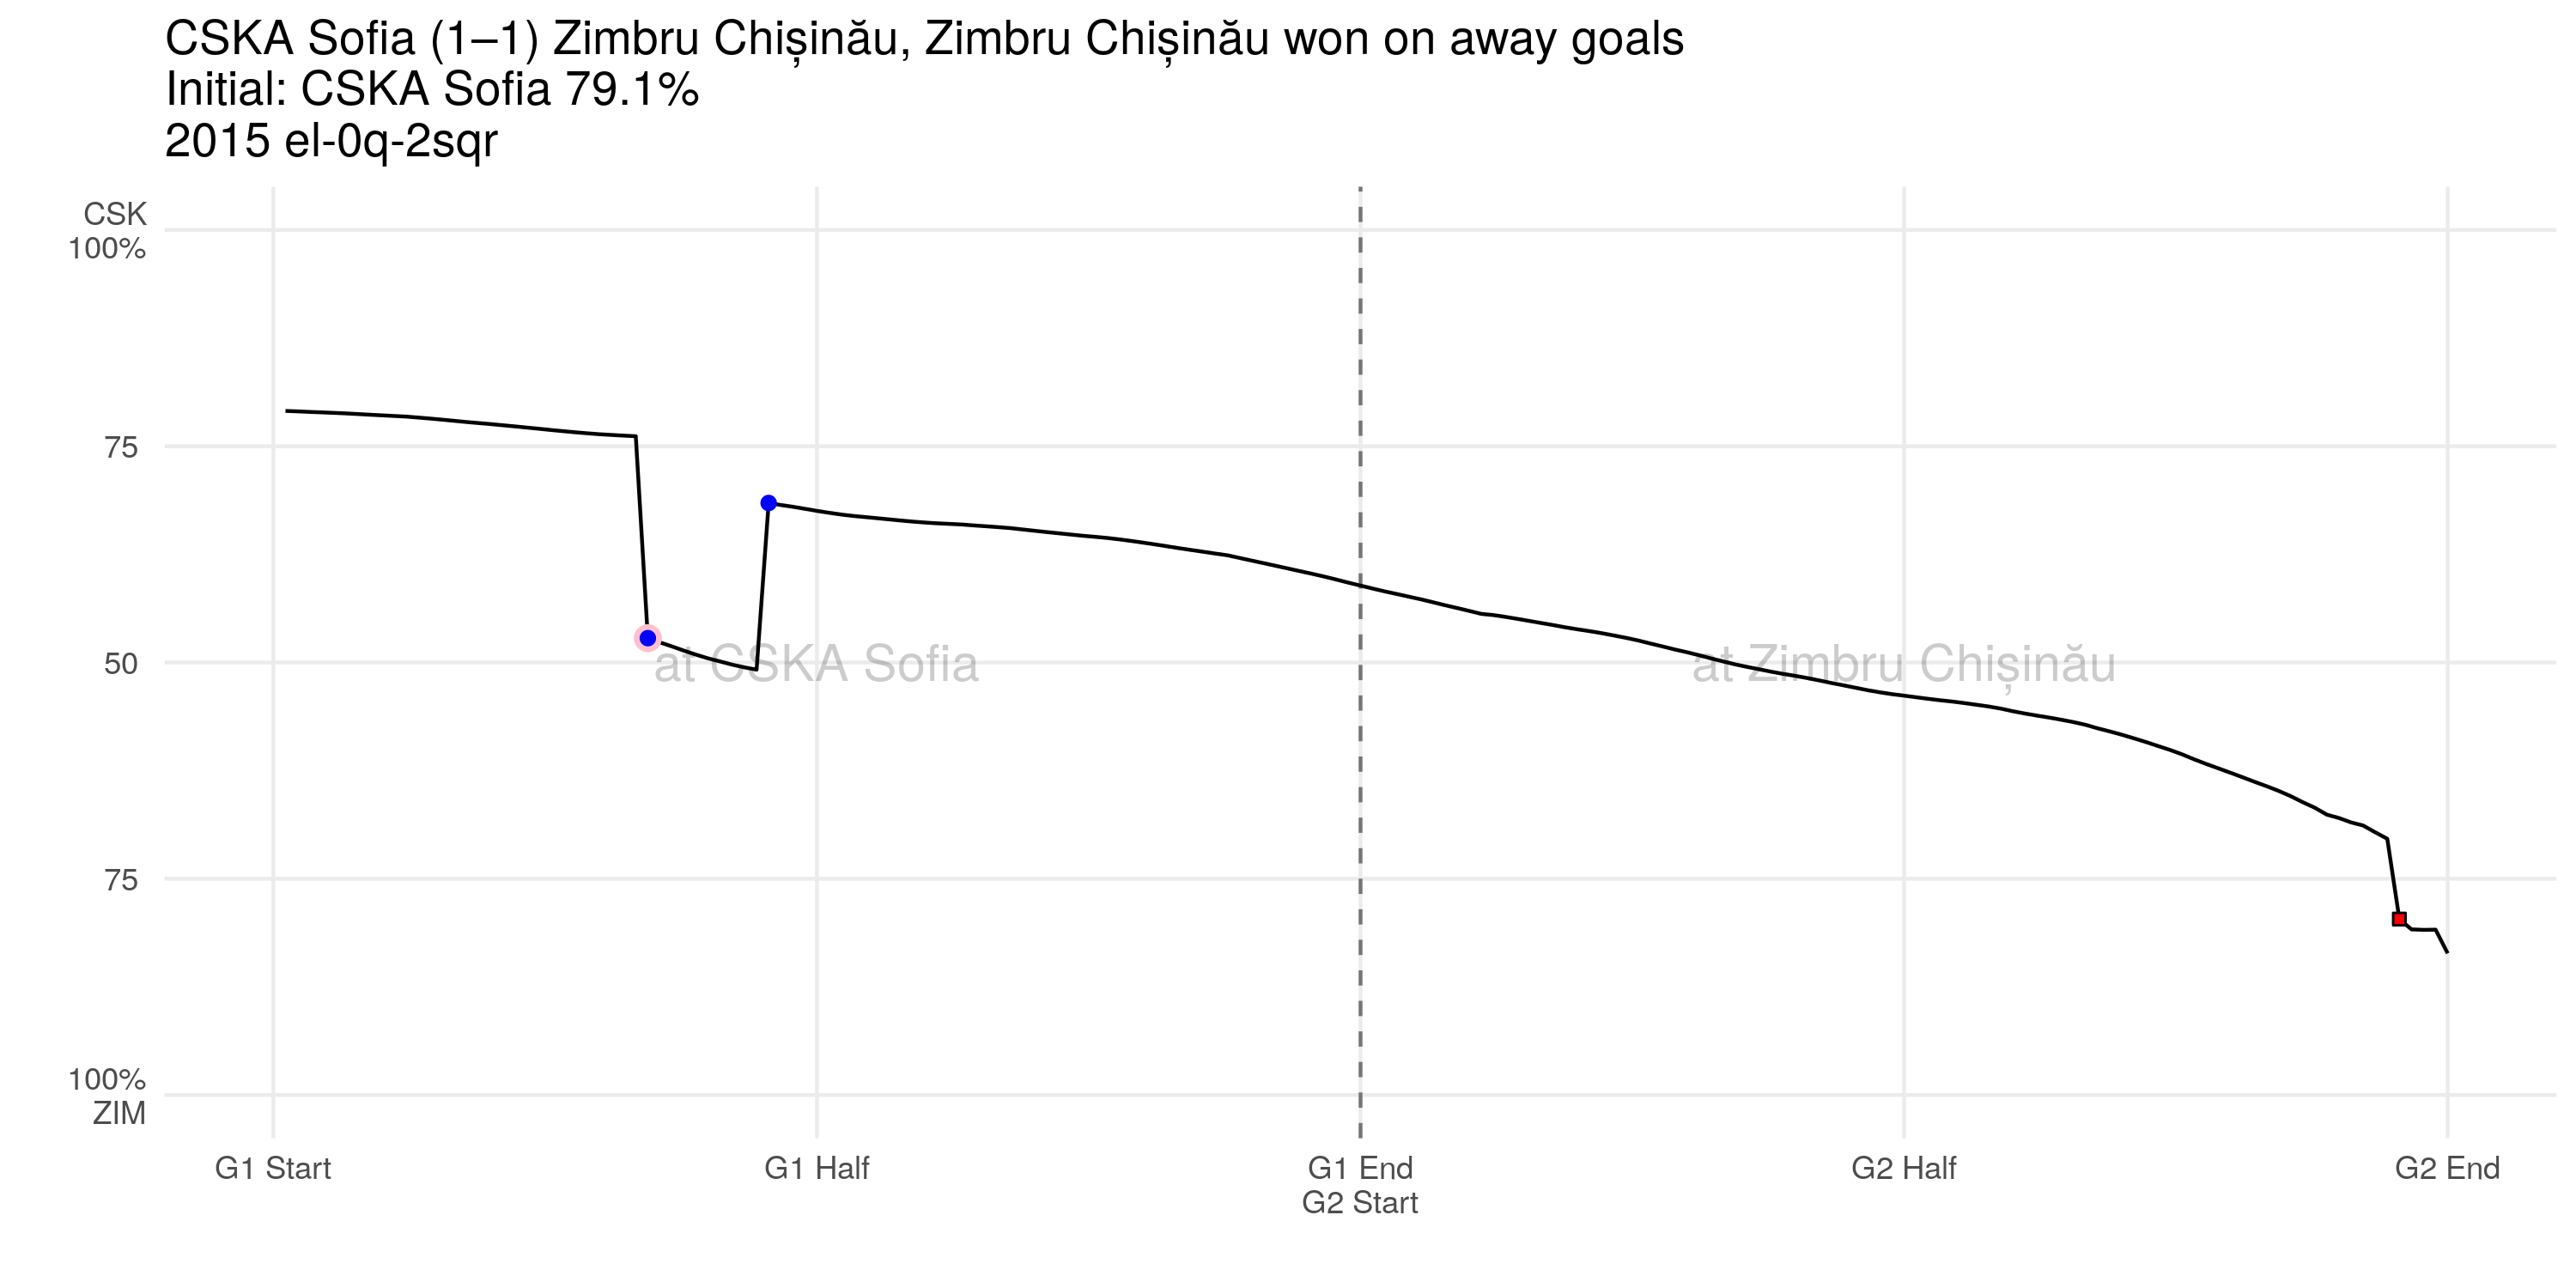 CSKA Sofia (1–1) Zimbru Chișinău, Zimbru Chișinău won on away goals
Initial: CSKA Sofia 79.1%
2015 el-0q-2sqr
CSK
100%
75
50
75
100%
ZIM
at CSKA Sofia
at Zimbru Chișinău
G1 Start
G1 Half
G1 End
G2 Start
G2 Half
G2 End